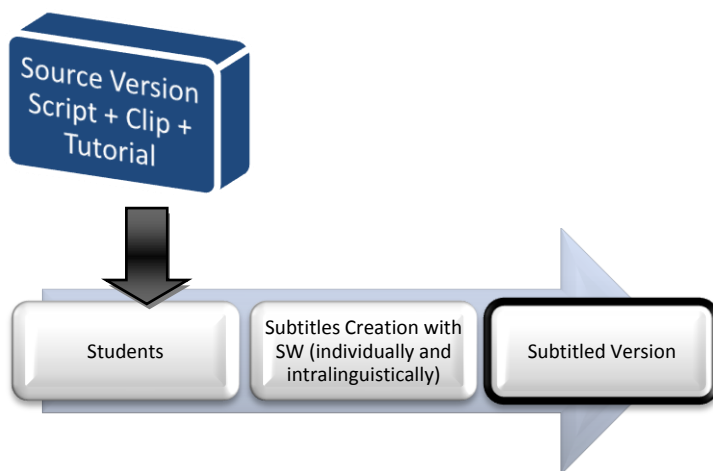 Source Version
Script + Clip +
Tutorial
Students
Subtitles Creation with
SW (individually and
intralinguistically)
Subtitled Version